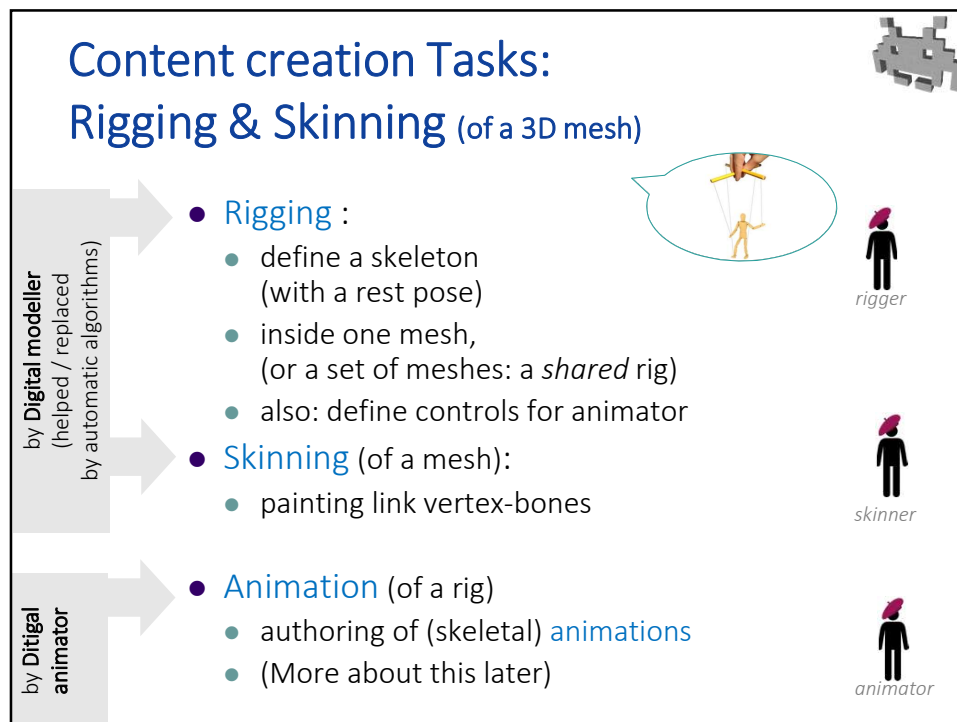 Content creation Tasks:
Rigging & Skinning (of a 3D mesh)
by Digital modeller
(helped / replaced
by automatic algorithms)
● Rigging :
● define a skeleton
(with a rest pose)
● inside one mesh,
(or a set of meshes: a shared rig)
● also: define controls for animator
rigger
● Skinning (of a mesh):
● painting link vertex-bones
skinner
by Ditigal
animator
● Animation (of a rig)
● authoring of (skeletal) animations
● (More about this later)
animator